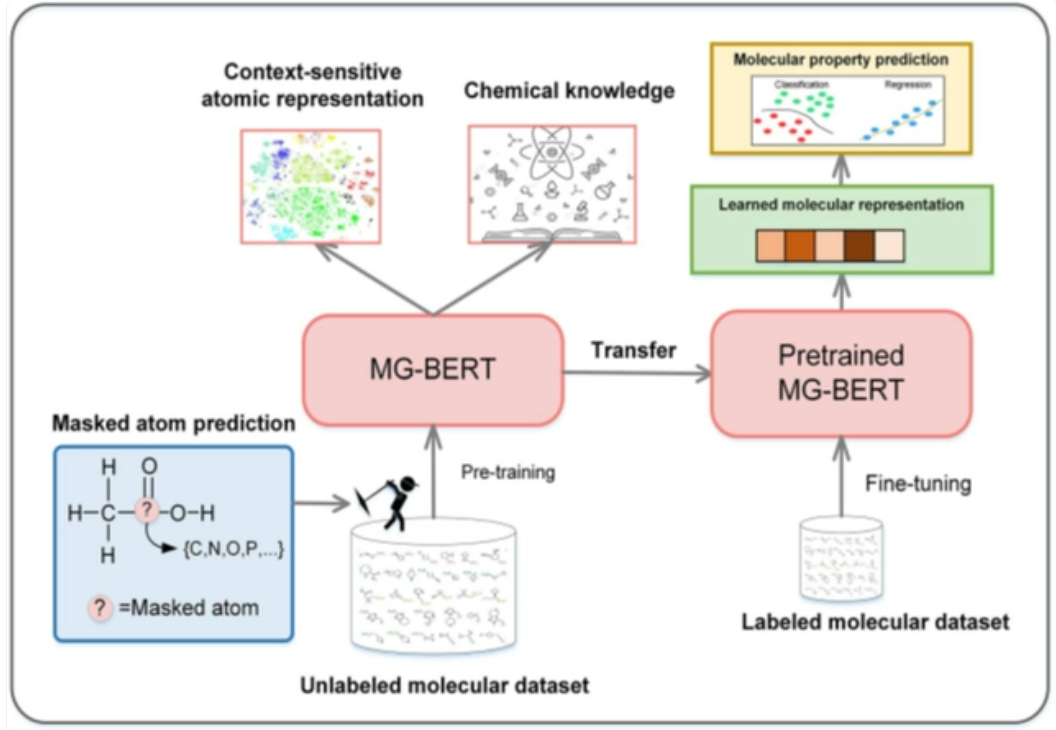 Context-sensitive
atomic representation
Chemical knowledge
Molecular property prediction
Classification
Regression
Learned molecular representation
MG-BERT
Transfer
Pretrained
MG-BERT
Masked atom prediction
H O
H-C-?-O-H
H
{C,N,O,P,...}
? =Masked atom
Pre-training
Fine-tuning
Unlabeled molecular dataset
Labeled molecular dataset